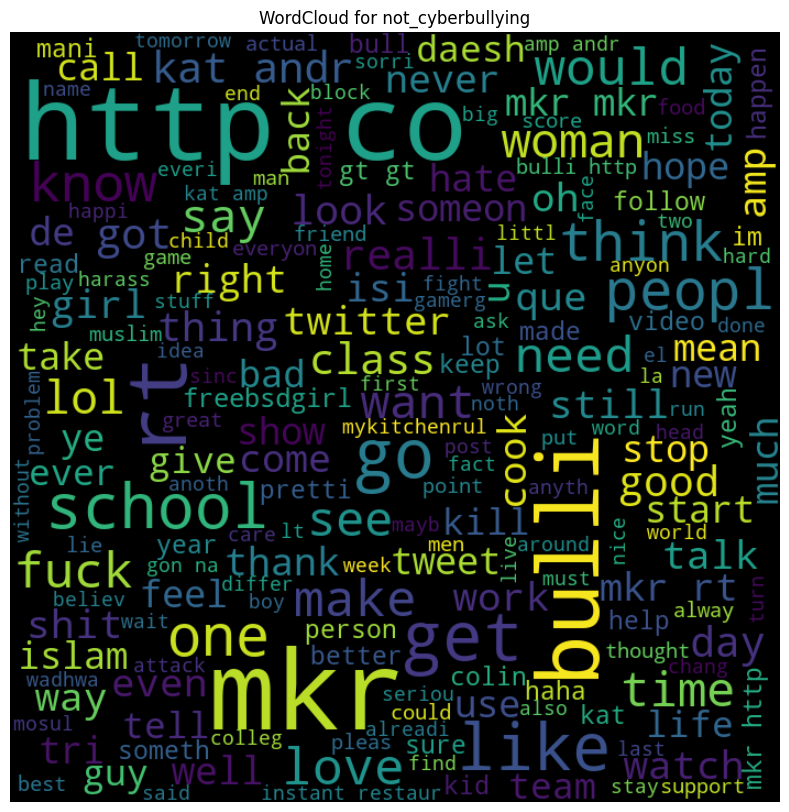 WordCloud for not_cyberbullying
mani tomorrow actual bull daesh amp andr
call kat andr sorri never would today happen
name end block big mkr mkr food
http co back score woman miss
everi man tonight gt gt bulli http hope amp
know kat amp hate oh face
happi say look someon follow two
de got child everyon friend littl think im
read game realli let anyon hard
play harass right home isi fight u que peopl
hey girl stuff gamerg video done
muslim thing twitter ask made el
take idea class lot keep need mean
problem rt sinc bad first wrong la new
lol freebsdgirl want noth still run yeah
great mykitchenrul word head
ye show post cook put stop much
ever give come fact
without anoth pretti point anyth good
school see kill start
lt mayb nice world
lie care year men live around talk
gon na thank week tweet
fuck differ must mkr rt turn
believ boy feel make work help alway
shit wait person thought day
one get chang
islam attack better colin
wadhwa even mkr seriou haha time
way could use also kat life mkr http
mosul tell colleg alreadi
tri someth pleas sure like last watch
guy well love find
best kid team stay support
said instant restaur